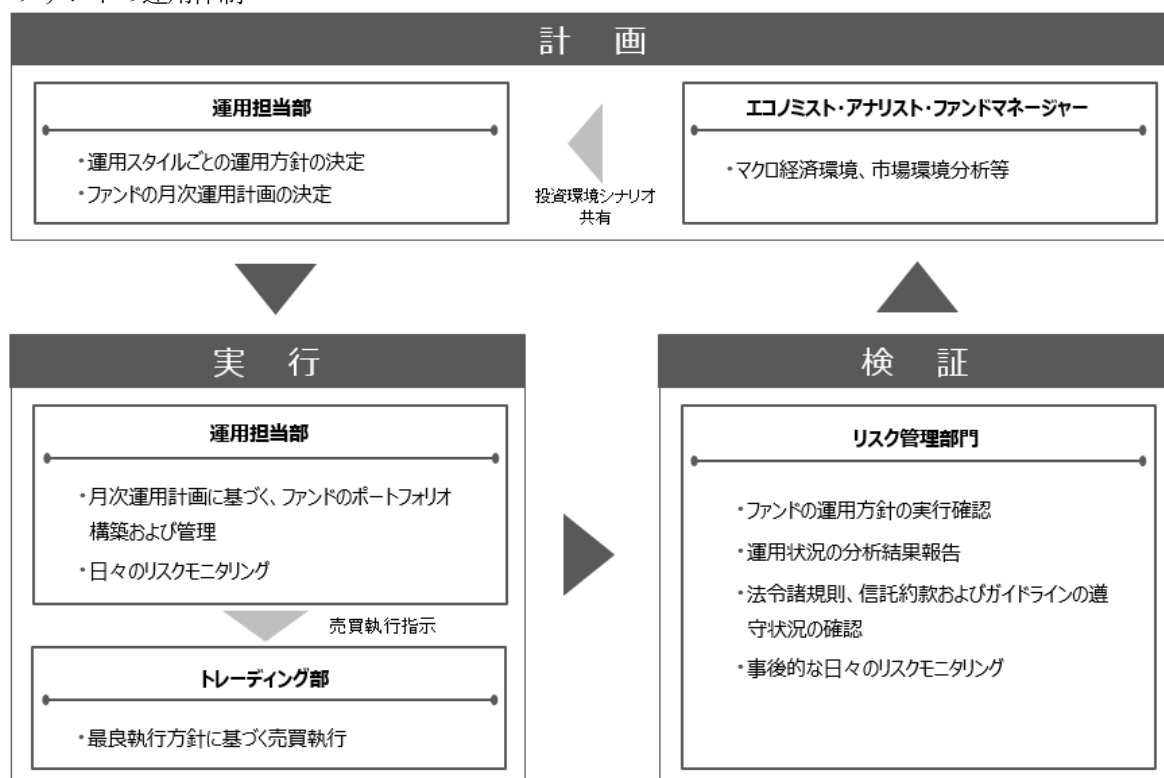 ファンドの運用体制
計 画
運用担当部
・運用スタイルごとの運用方針の決定
・ファンドの月次運用計画の決定
投資環境シナリオ
共有
エコノミスト・アナリスト・ファンドマネージャー
・マクロ経済環境、市場環境分析等
実 行
運用担当部
・月次運用計画に基づく、ファンドのポートフォリオ
構築および管理
・日々のリスクモニタリング
売買執行指示
トレーディング部
・最良執行方針に基づく売買執行
検 証
リスク管理部門
・ファンドの運用方針の実行確認
・運用状況の分析結果報告
・法令諸規則、信託約款およびガイドラインの遵
守状況の確認
・事後的な日々のリスクモニタリング